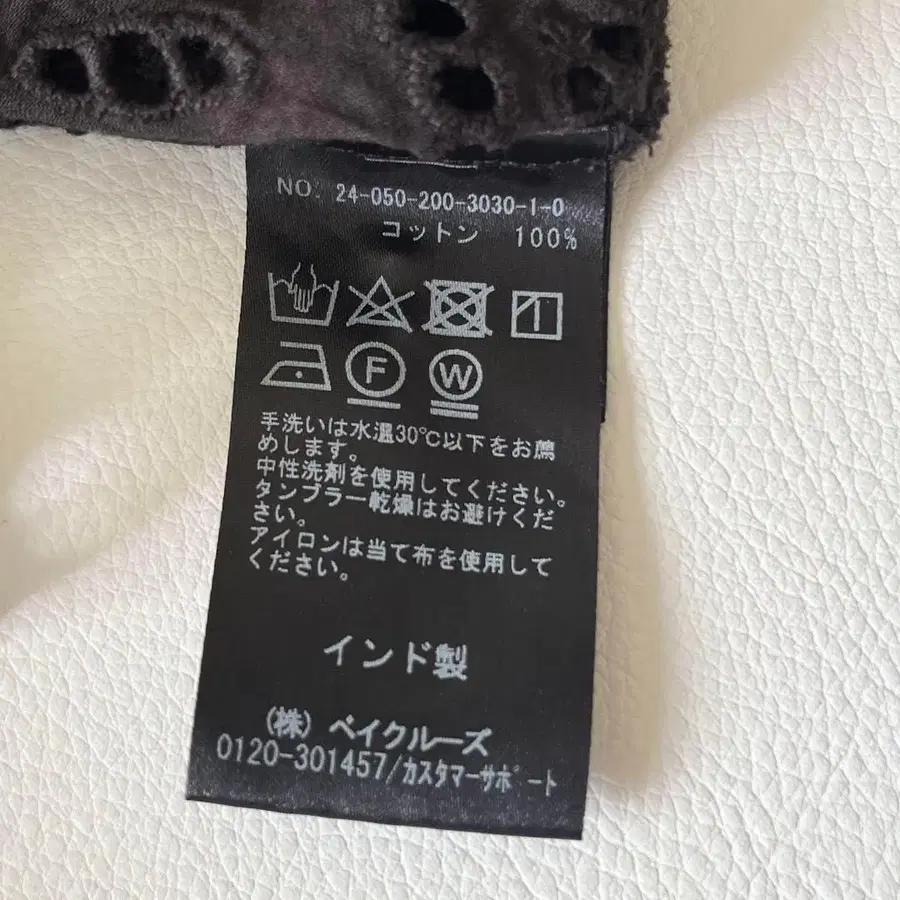 NO. 24-050-200-3030-1-0
コットン 100%
F W
手洗いは水温30℃以下をお薦
めします。
中性洗剤を使用してください。
タンブラー乾燥はお避けくだ
さい。
アイロンは当て布を使用して
ください。
インド製
(株) ベイクルーズ
0120-301457/カスタマーサポート